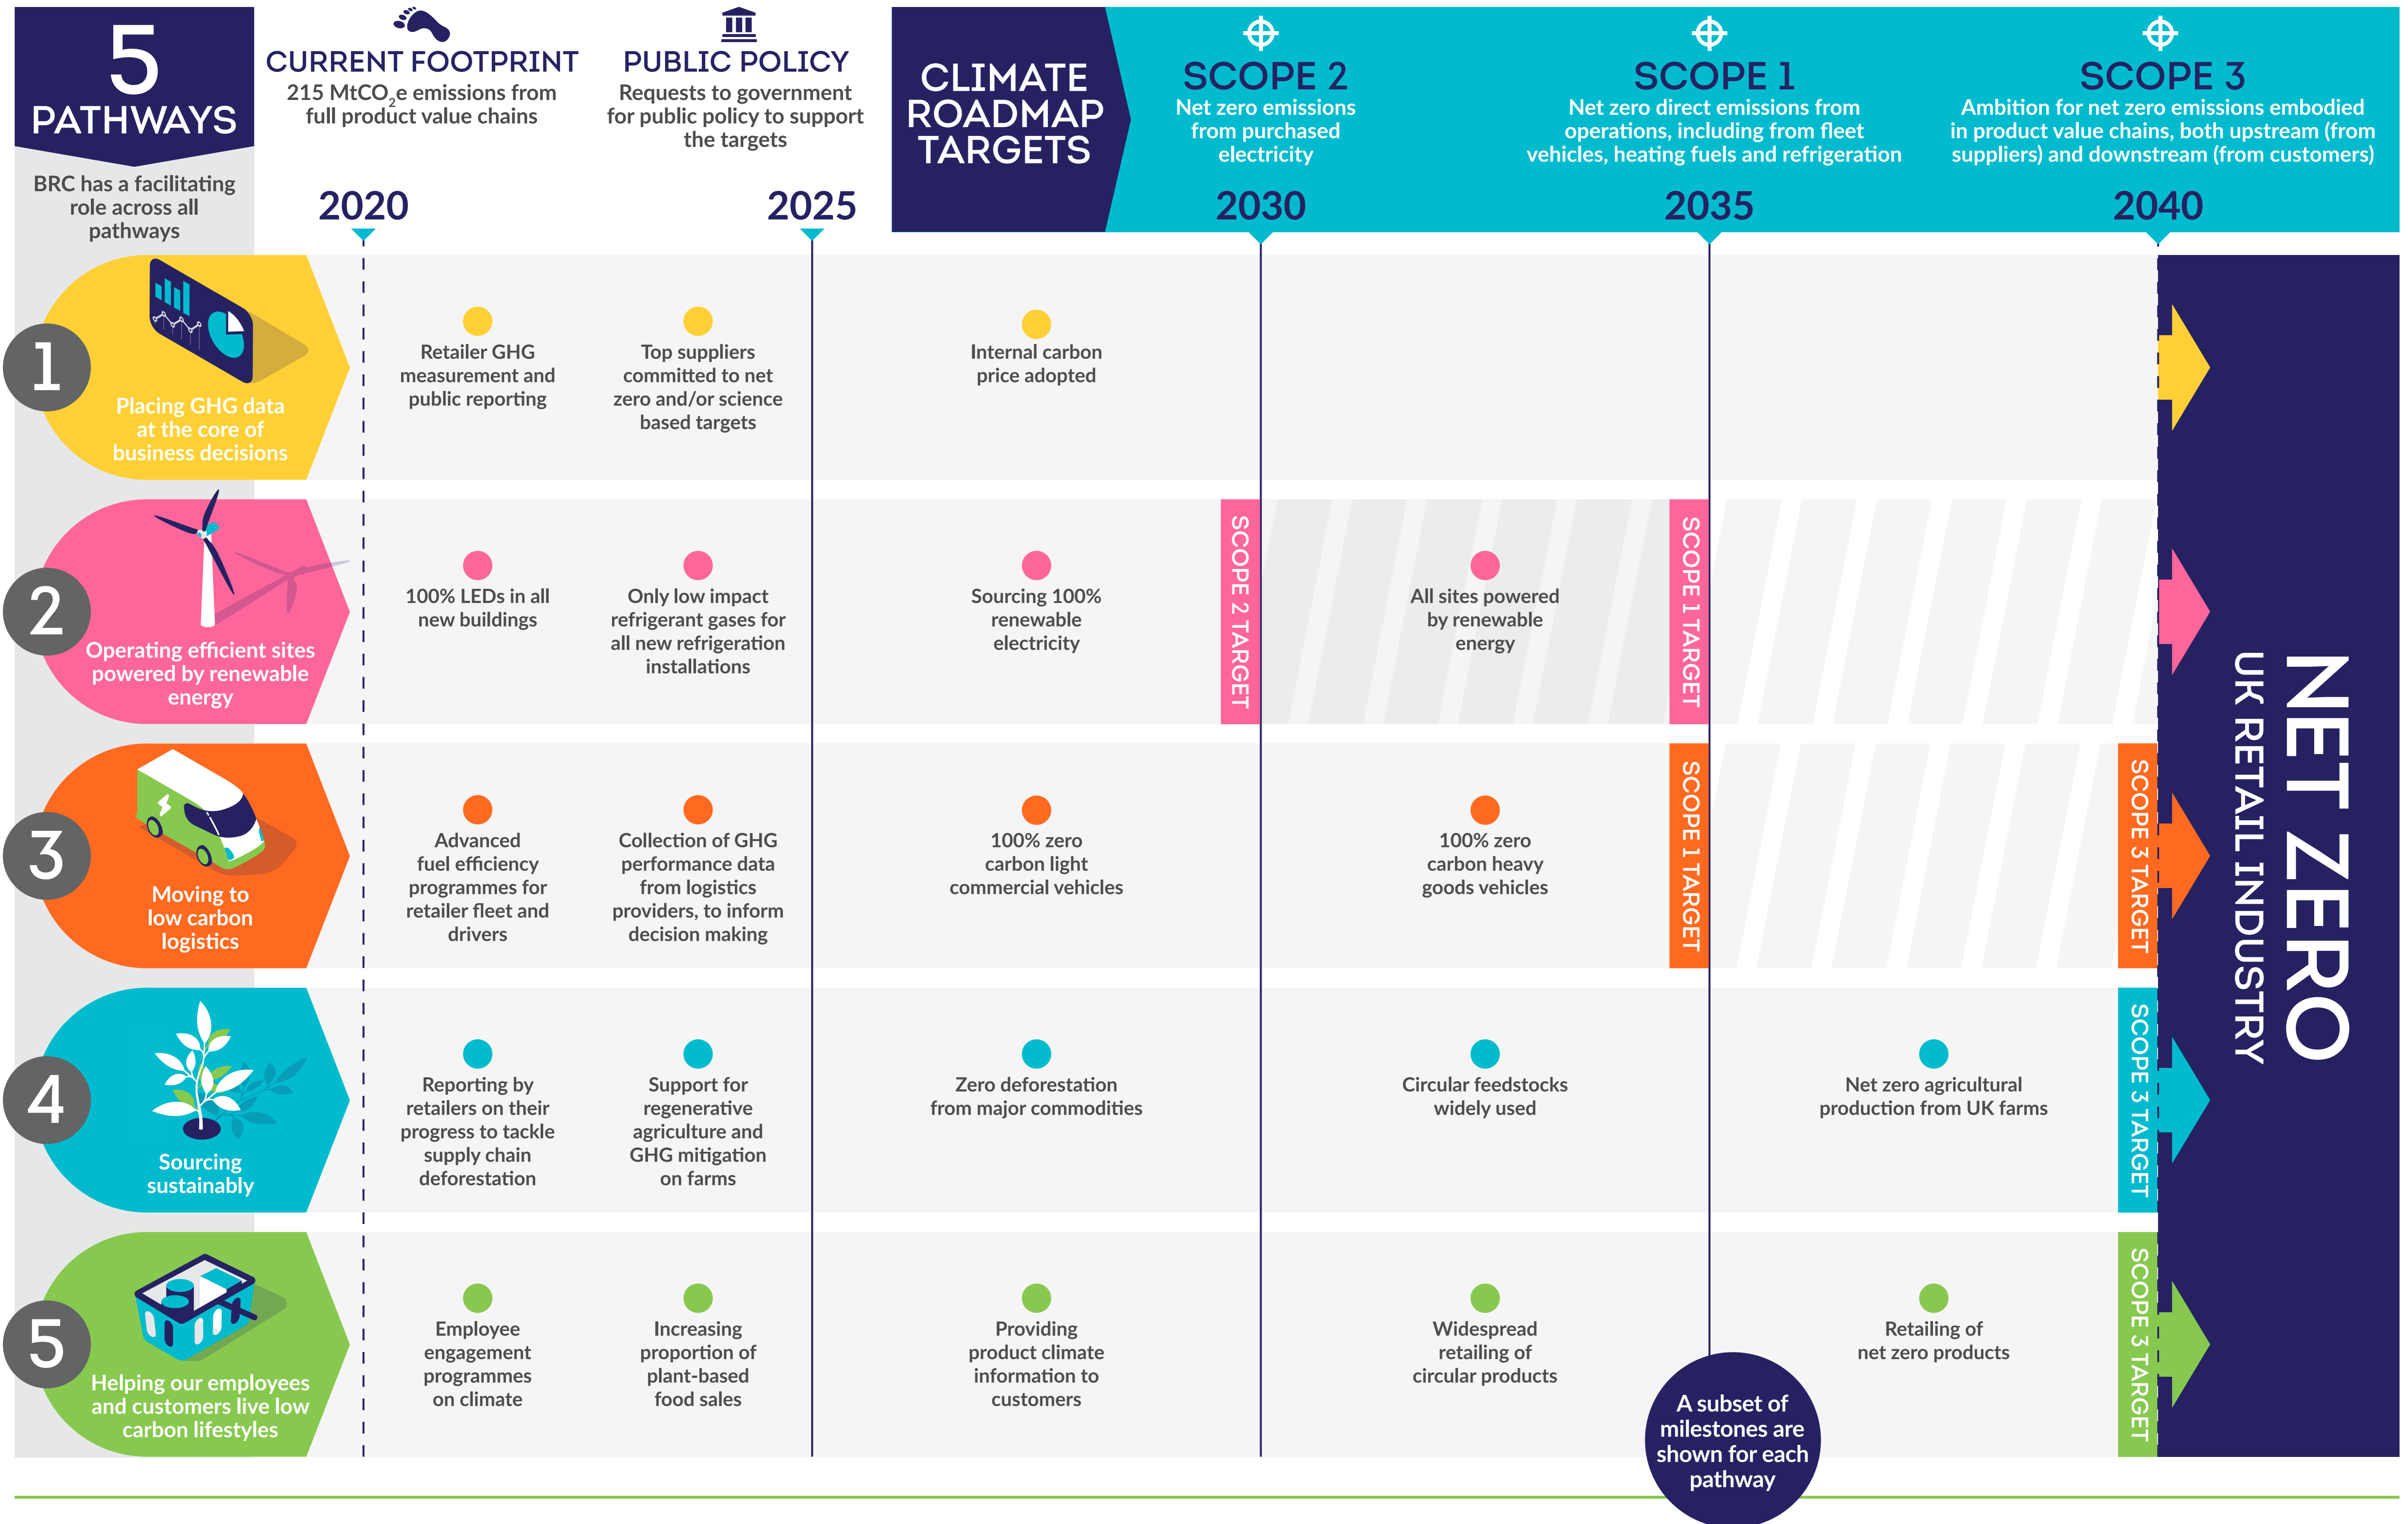 5
PATHWAYS
BRC has a facilitating
role across all
pathways
CURRENT FOOTPRINT
215 MtCO2e emissions from
full product value chains
PUBLIC POLICY
Requests to government
for public policy to support
the targets
CLIMATE
ROADMAP
TARGETS
SCOPE 2
Net zero emissions
from purchased
electricity
SCOPE 1
Net zero direct emissions from
operations, including from fleet
vehicles, heating fuels and refrigeration
SCOPE 3
Ambition for net zero emissions embodied
in product value chains, both upstream (from
suppliers) and downstream (from customers)
2020
2025
2030
2035
2040
1
Placing GHG data
at the core of
business decisions
Retailer GHG
measurement and
public reporting
Top suppliers
committed to net
zero and/or science
based targets
Internal carbon
price adopted
2
Operating efficient sites
powered by renewable
energy
100% LEDs in all
new buildings
Only low impact
refrigerant gases for
all new refrigeration
installations
Sourcing 100%
renewable
electricity
SCOPE 2 TARGET
All sites powered
by renewable
energy
SCOPE 1 TARGET
3
Moving to
low carbon
logistics
Advanced
fuel efficiency
programmes for
retailer fleet and
drivers
Collection of GHG
performance data
from logistics
providers, to inform
decision making
100% zero
carbon light
commercial vehicles
100% zero
carbon heavy
goods vehicles
SCOPE 1 TARGET
SCOPE 3 TARGET
4
Sourcing
sustainably
Reporting by
retailers on their
progress to tackle
supply chain
deforestation
Support for
regenerative
agriculture and
GHG mitigation
on farms
Zero deforestation
from major commodities
Circular feedstocks
widely used
Net zero agricultural
production from UK farms
SCOPE 3 TARGET
5
Helping our employees
and customers live low
carbon lifestyles
Employee
engagement
programmes
on climate
Increasing
proportion of
plant-based
food sales
Providing
product climate
information to
customers
Widespread
retailing of
circular products
Retailing of
net zero products
SCOPE 3 TARGET
A subset of
milestones are
shown for each
pathway
NET ZERO
UK RETAIL INDUSTRY